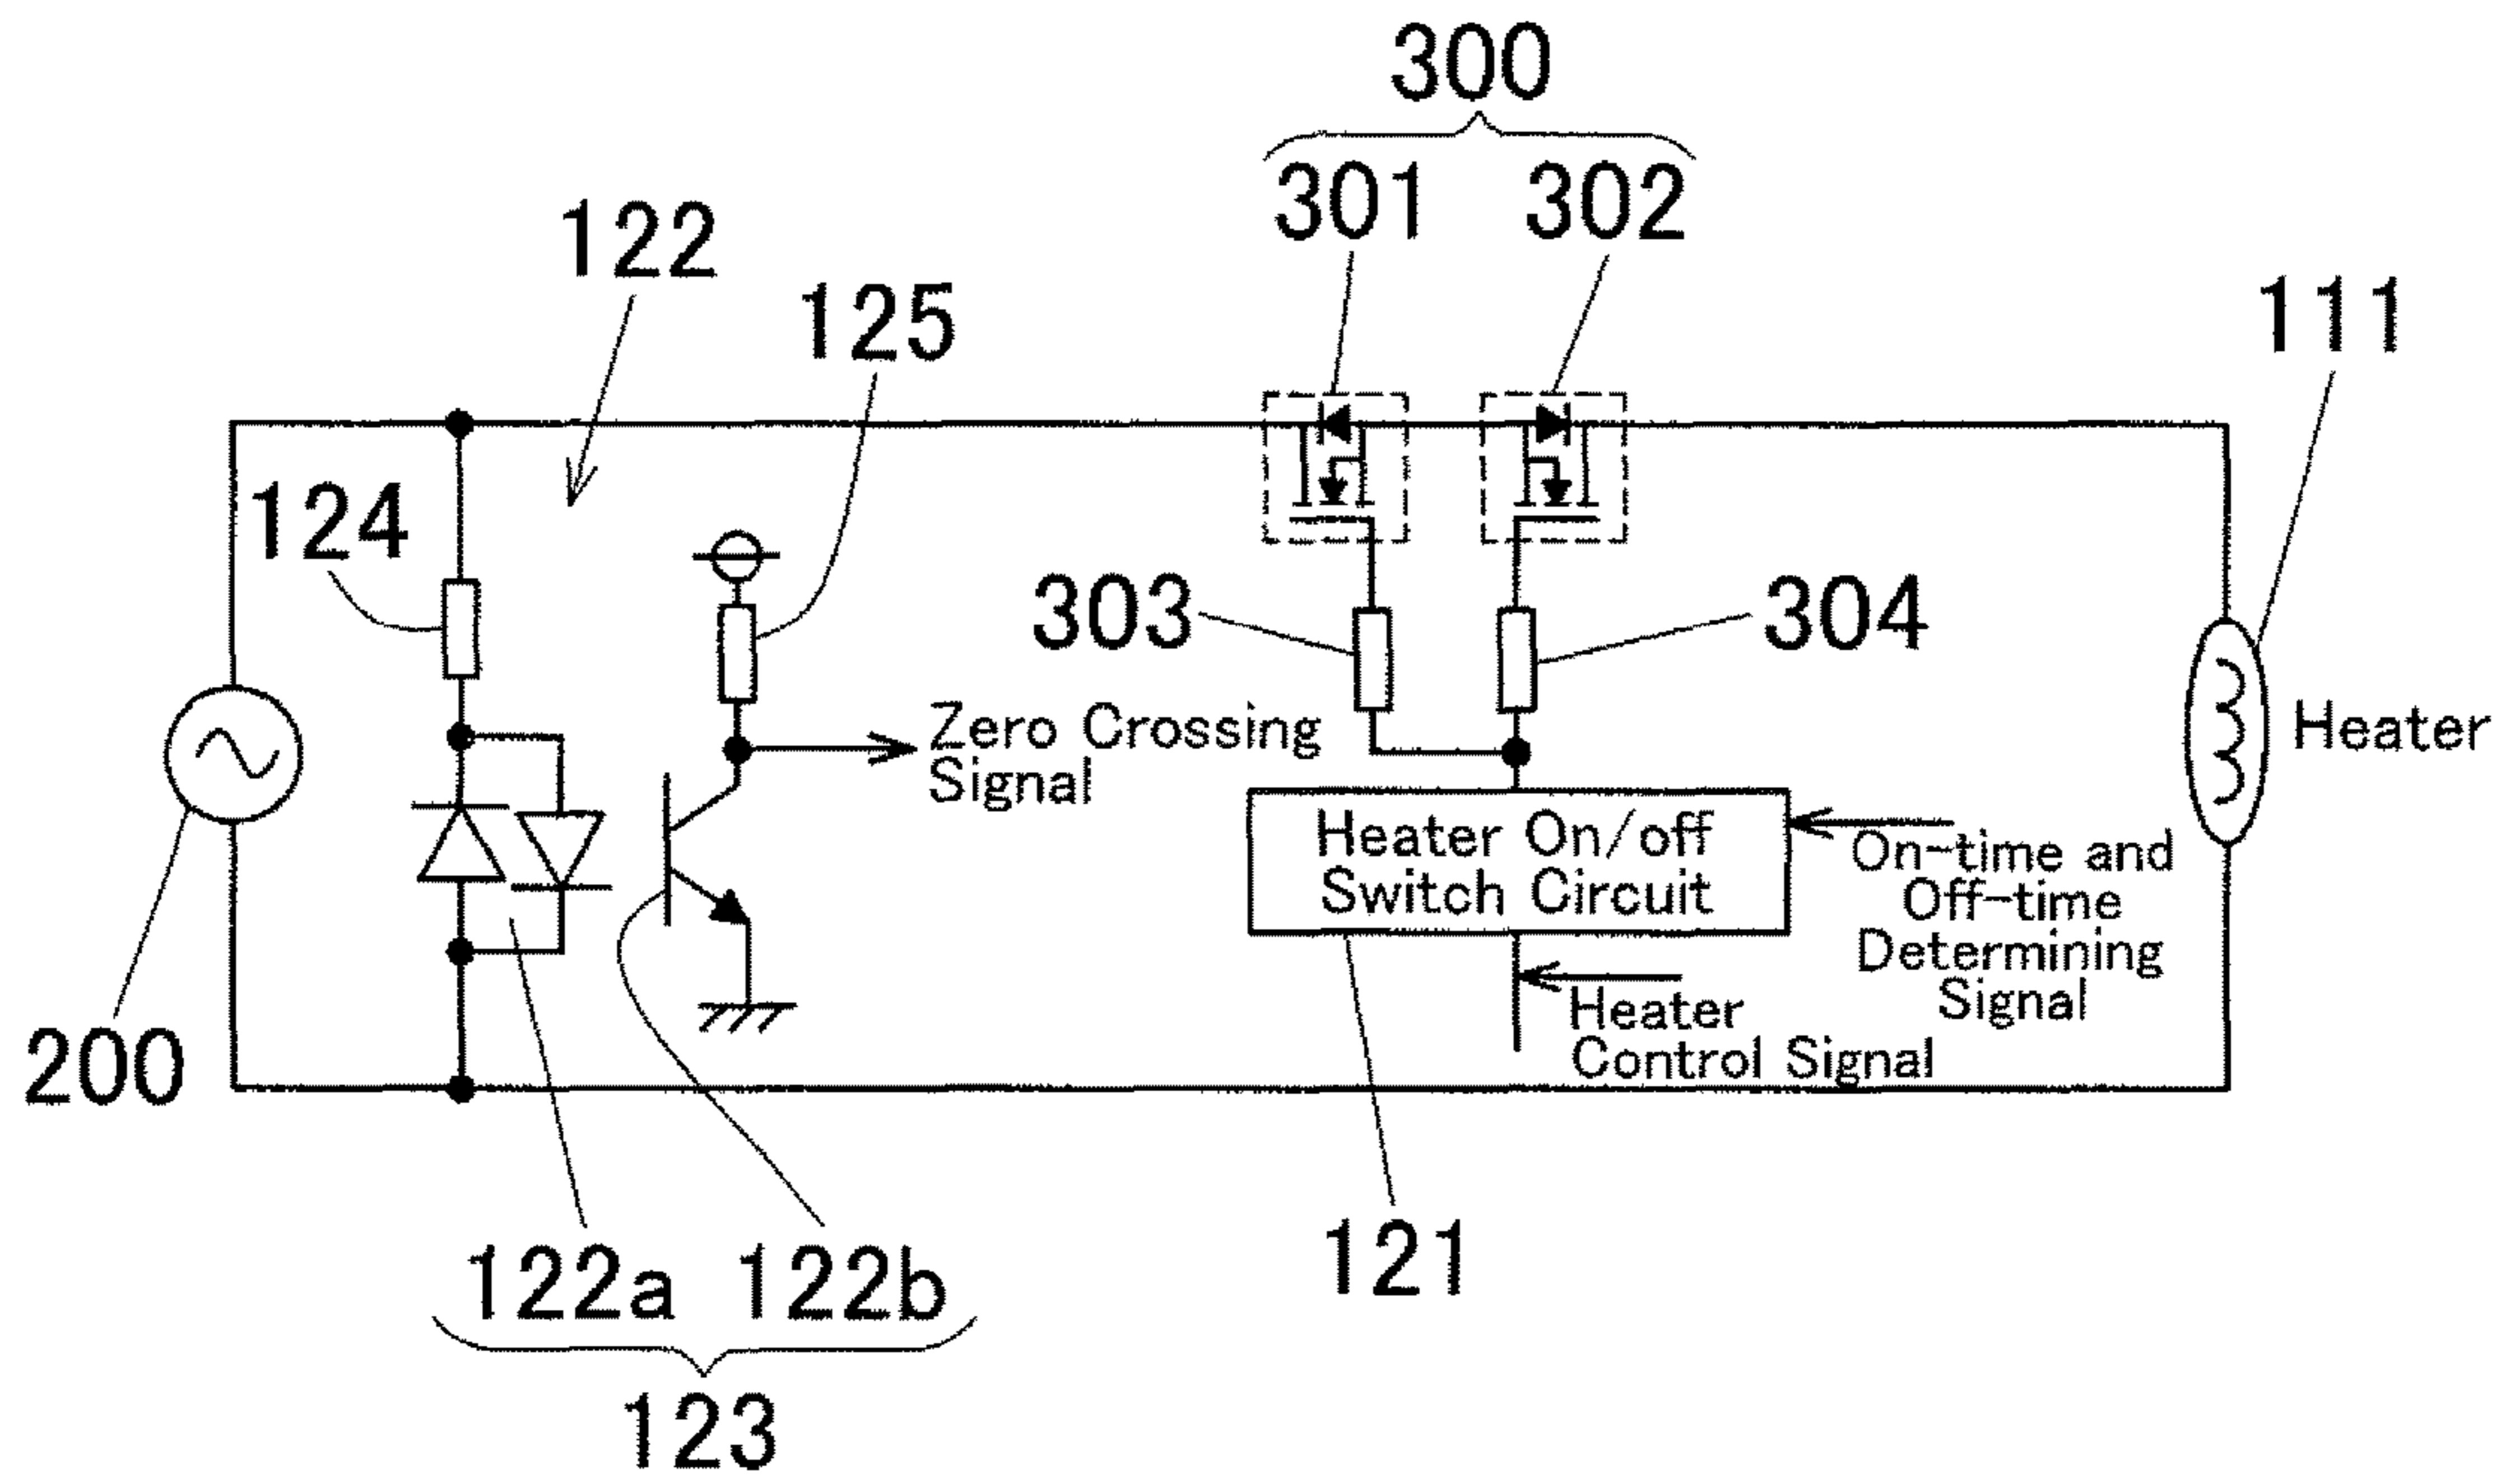 300
301 302
122
125
111
124
303
304
Zero Crossing
Signal
Heater
Heater On/off
Switch Circuit
On-time and
Off-time
Determining
Signal
Heater
Control Signal
200
122a 122b
121
123